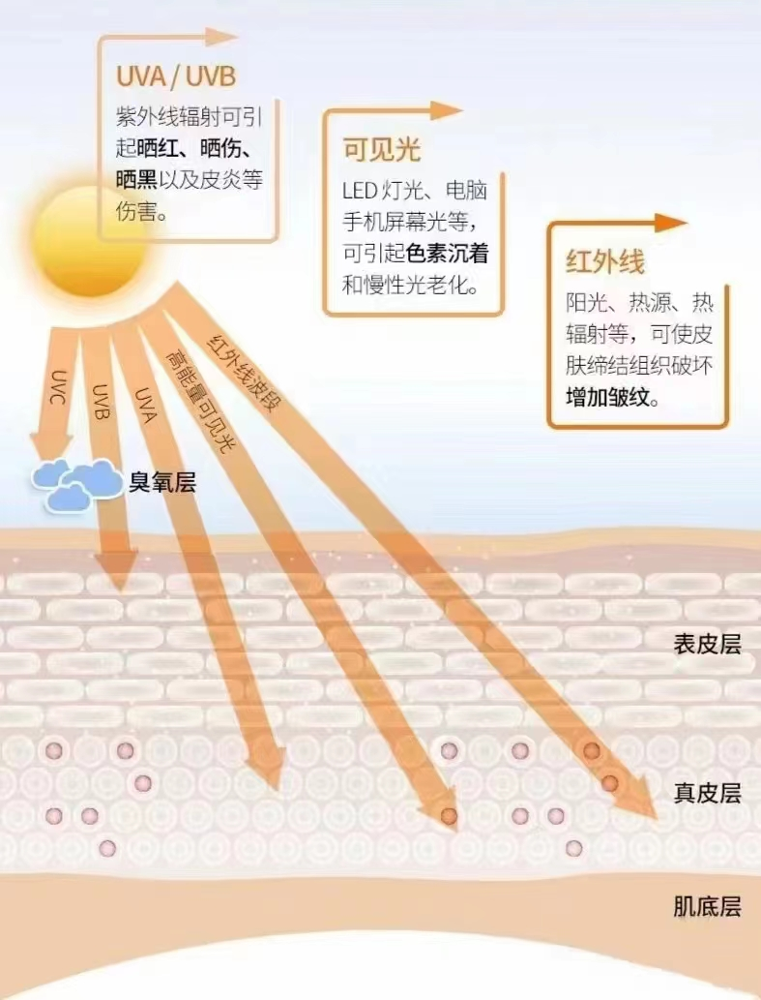 UVA / UVB
紫外线辐射可引
起晒红、晒伤、
晒黑以及皮炎等
伤害。
可见光
LED 灯光、电脑
手机屏幕光等，
可引起色素沉着
和慢性光老化。
红外线
阳光、热源、热
辐射等，可使皮
肤缔结组织破坏
增加皱纹。
UVC
UVB
UVA
高能量可见光
红外线波段
臭氧层
表皮层
真皮层
肌底层